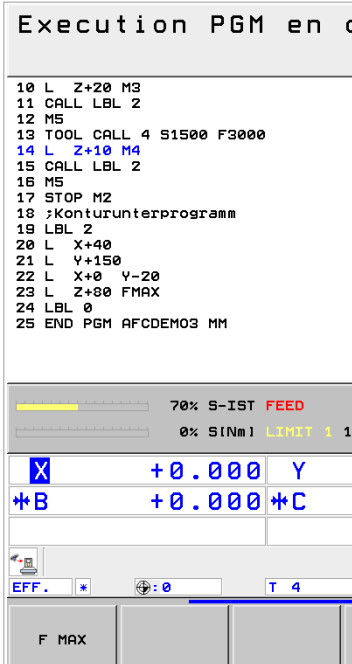 Execution PGM en
10 L Z+20 M3
11 CALL LBL 2
12 M5
13 TOOL CALL 4 S1500 F3000
14 L Z+10 M4
15 CALL LBL 2
16 M5
17 STOP M2
18 ;Konturunterprogramm
19 LBL 2
20 L X+40
21 L Y+150
22 L X+0 Y-20
23 L Z+80 FMAX
24 LBL 0
25 END PGM AFCDEMO3 MM
70% S-IST FEED
0% S[Nm] LIMIT 1 1
X +0.000 Y
B +0.000 C
EFF. * :0 T 4
F MAX